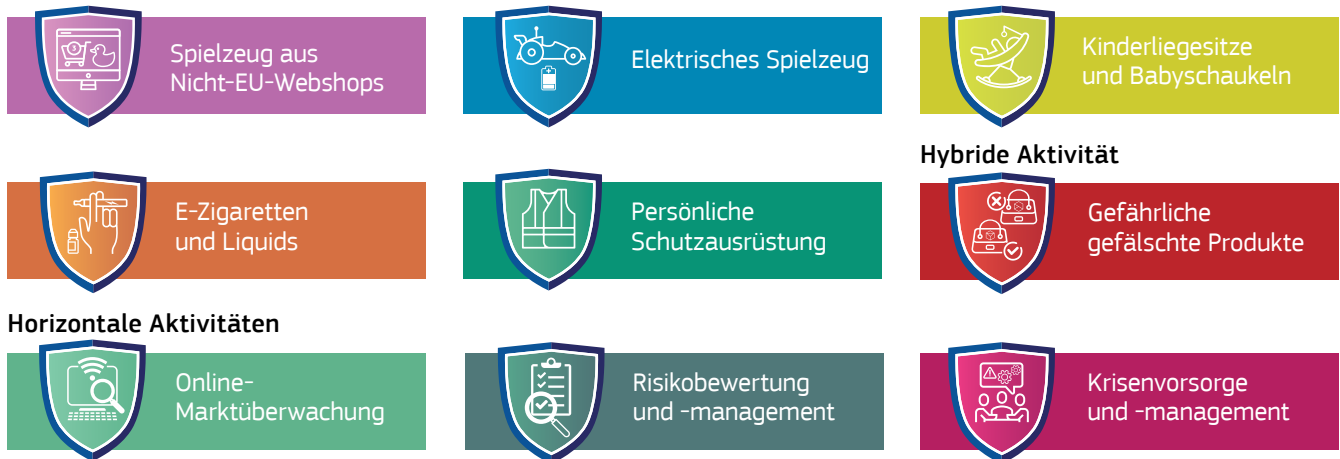 Spielzeug aus
Nicht-EU-Webshops
Elektrisches Spielzeug
Kinderliegesitze
und Babyschaukeln
E-Zigaretten
und Liquids
Persönliche
Schutzausrüstung
Hybride Aktivität
Gefährliche
gefälschte Produkte
Horizontale Aktivitäten
Online-
Marktüberwachung
Risikobewertung
und -management
Krisenvorsorge
und -management